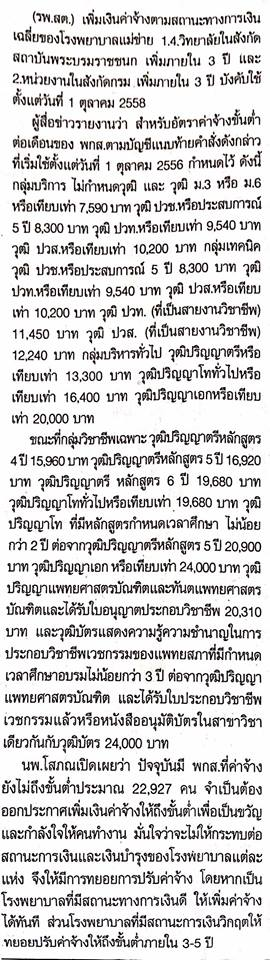 (รพ.สต.) เพิ่มเงินค่าจ้างตามสถานะทางการเงิน
เฉลี่ยของโรงพยาบาลแม่ข่าย 1.4.วิทยาลัยในสังกัด
สถาบันพระบรมราชชนก เพิ่มภายใน 3 ปี และ
2.หน่วยงานในสังกัดกรม เพิ่มภายใน 3 ปี บังคับใช้
ตั้งแต่วันที่ 1 ตุลาคม 2558
ผู้สื่อข่าวรายงานว่า สำหรับอัตราค่าจ้างขั้นต่ำ
ต่อเดือนของ พกส.ตามบัญชีแนบท้ายคำสั่งดังกล่าว
ที่เริ่มใช้ตั้งแต่วันที่ 1 ตุลาคม 2556 กำหนดไว้ ดังนี้
กลุ่มบริการ ไม่กำหนดวุฒิ และ วุฒิ ม.3 หรือ ม.6
หรือเทียบเท่า 7,590 บาท วุฒิ ปวช.หรือประสบการณ์
5 ปี 8,300 บาท วุฒิ ปวท.หรือเทียบเท่า 9,540 บาท
วุฒิ ปวส.หรือเทียบเท่า 10,200 บาท กลุ่มเทคนิค
วุฒิ ปวช.หรือประสบการณ์ 5 ปี 8,300 บาท วุฒิ
ปวท.หรือเทียบเท่า 9,540 บาท วุฒิ ปวส.หรือเทียบ
เท่า 10,200 บาท วุฒิ ปวท. (ที่เป็นสายงานวิชาชีพ)
11,450 บาท วุฒิ ปวส. (ที่เป็นสายงานวิชาชีพ)
12,240 บาท กลุ่มบริหารทั่วไป วุฒิปริญญาตรีหรือ
เทียบเท่า 13,300 บาท วุฒิปริญญาโททั่วไปหรือ
เทียบเท่า 16,400 บาท วุฒิปริญญาเอกหรือเทียบ
เท่า 20,000 บาท
ขณะที่กลุ่มวิชาชีพเฉพาะ วุฒิปริญญาตรีหลักสูตร
4 ปี 15,960 บาท วุฒิปริญญาตรีหลักสูตร 5 ปี 16,920
บาท วุฒิปริญญาตรี หลักสูตร 6 ปี 19,680 บาท
วุฒิปริญญาโททั่วไปหรือเทียบเท่า 19,680 บาท วุฒิ
ปริญญาโท ที่มีหลักสูตรกำหนดเวลาศึกษา ไม่น้อย
กว่า 2 ปี ต่อจากวุฒิปริญญาตรีหลักสูตร 5 ปี 20,900
บาท วุฒิปริญญาเอก หรือเทียบเท่า 24,000 บาท วุฒิ
ปริญญาแพทยศาสตรบัณฑิตและทันตแพทยศาสตร
บัณฑิตและได้รับใบอนุญาตประกอบวิชาชีพ 20,310
บาท และวุฒิบัตรแสดงความรู้ความชำนาญในการ
ประกอบวิชาชีพเวชกรรมของแพทยสภาที่มีกำหนด
เวลาศึกษาอบรมไม่น้อยกว่า 3 ปี ต่อจากวุฒิปริญญา
แพทยศาสตรบัณฑิต และได้รับใบประกอบวิชาชีพ
เวชกรรมแล้วหรือหนังสืออนุมัติบัตรในสาขาวิชา
เดียวกันกับวุฒิบัตร 24,000 บาท
นพ.โสภณเปิดเผยว่า ปัจจุบันมี พกส.ที่ค่าจ้าง
ยังไม่ถึงขั้นต่ำประมาณ 22,927 คน จำเป็นต้อง
ออกประกาศเพิ่มเงินค่าจ้างให้ถึงขั้นต่ำเพื่อเป็นขวัญ
และกำลังใจให้คนทำงาน มั่นใจว่าจะไม่ให้กระทบต่อ
สถานะการเงินและเงินบำรุงของโรงพยาบาลแต่ละ
แห่ง จึงให้มีการทยอยการปรับค่าจ้าง โดยหากเป็น
โรงพยาบาลที่มีสถานะการเงินดี ให้เพิ่มค่าจ้าง
ได้ทันที ส่วนโรงพยาบาลที่มีสถานะการเงินวิกฤตให้
ทยอยปรับค่าจ้างให้ถึงขั้นต่ำภายใน 3-5 ปี